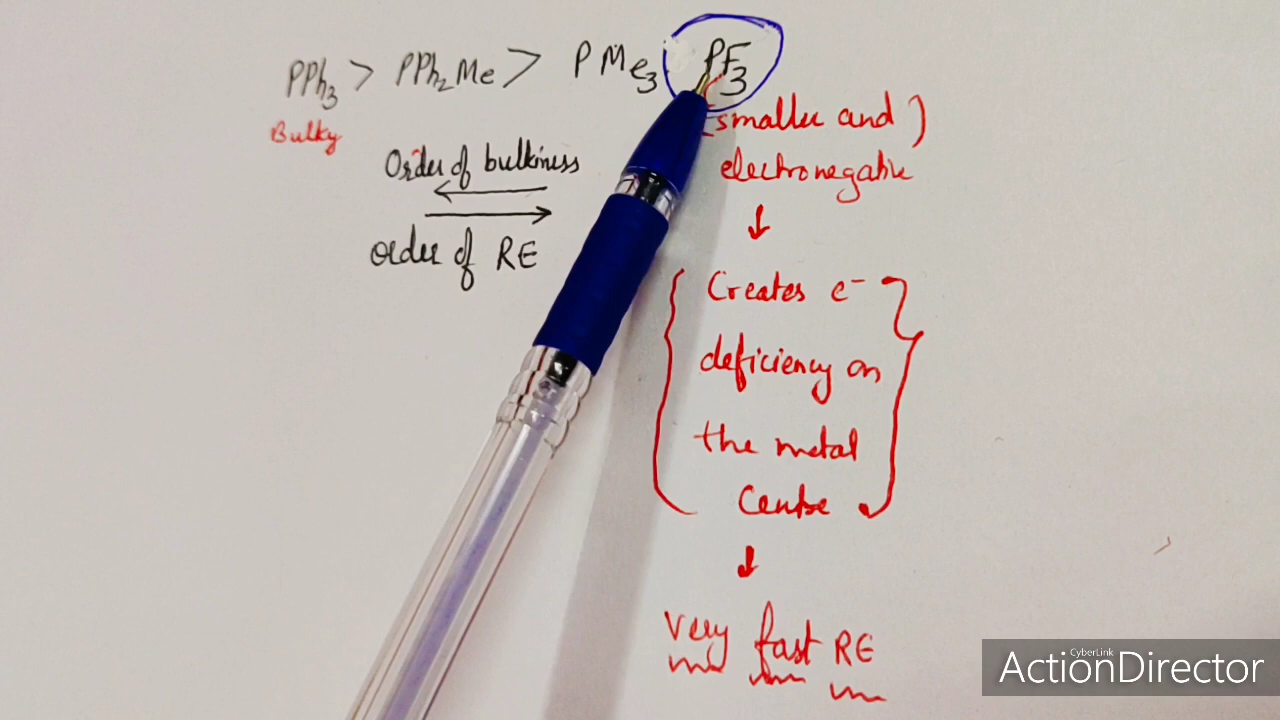 PPh₃ > PPh₂Me > PMe₃ PF₃
Bulky
(smaller and)
electronegative
Order of bulkiness
order of RE
Creates e⁻
deficiency on
the metal
Centre
very fast RE
CyberLink
ActionDirector